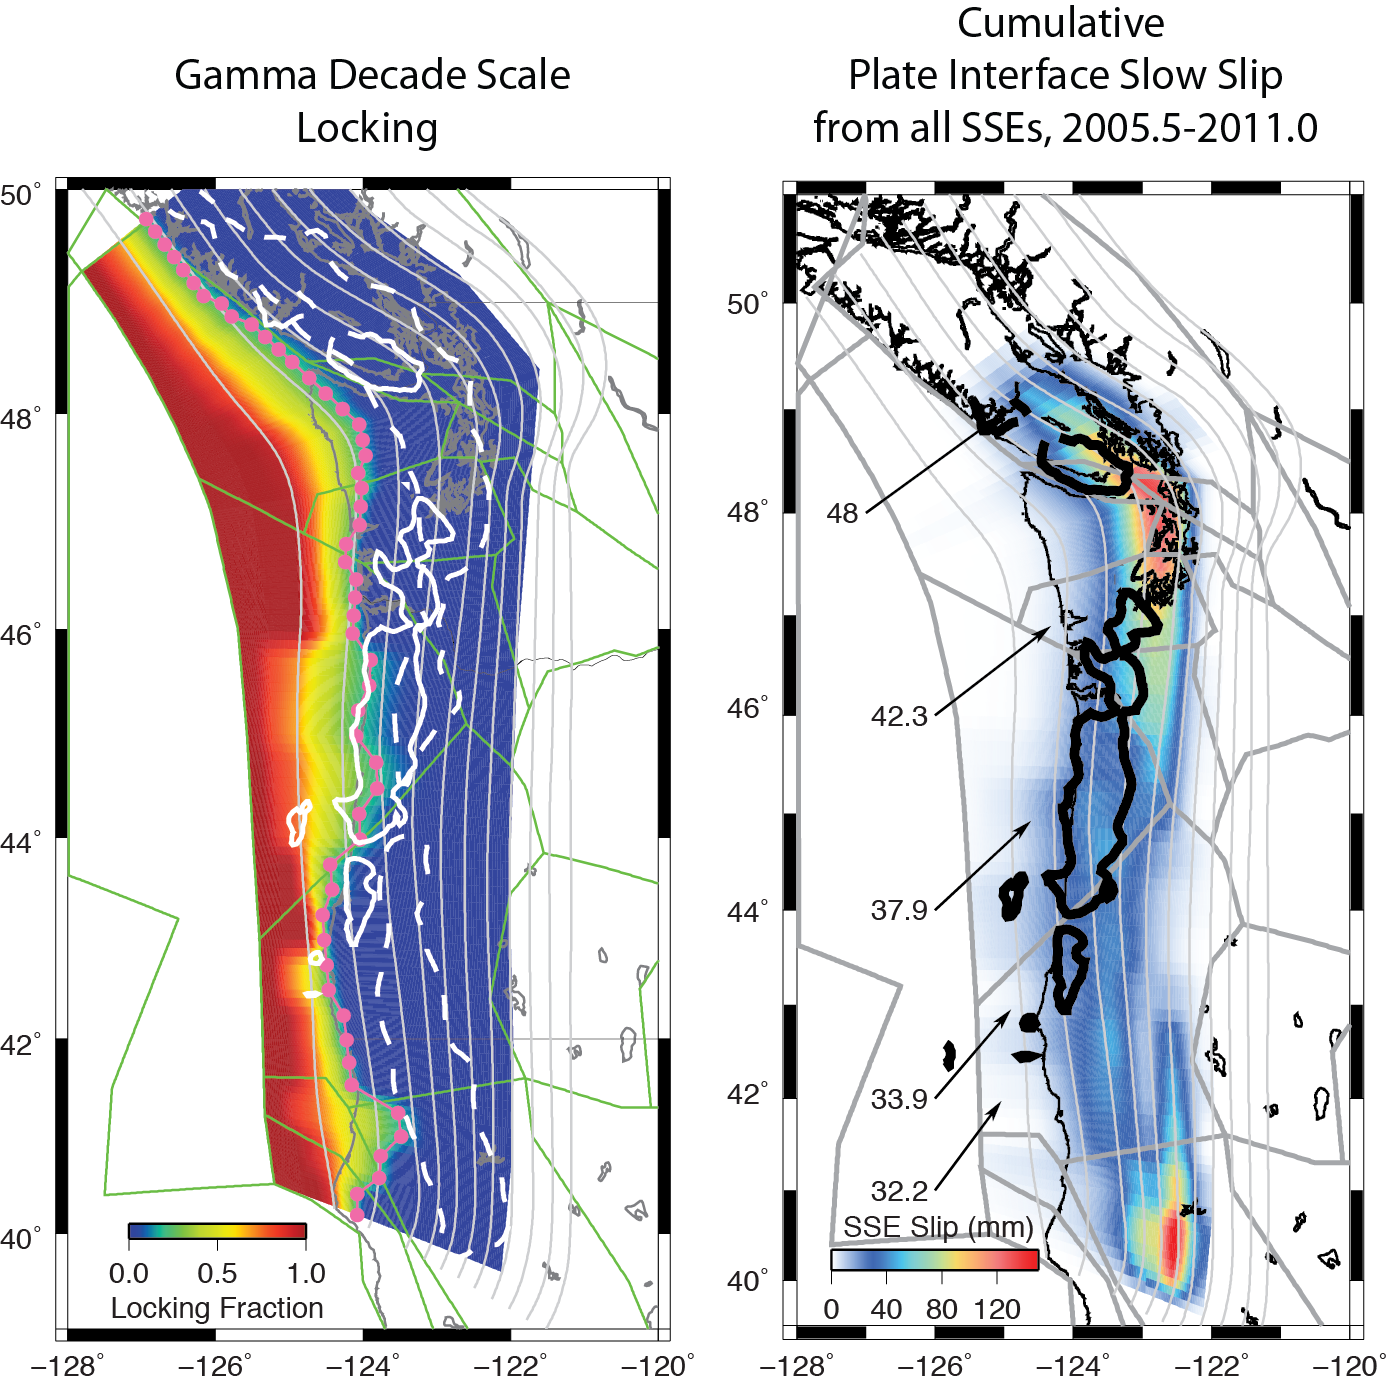 Gamma Decade Scale
Locking
50°
48°
46°
44°
42°
40°
0.0 0.5 1.0
Locking Fraction
−128° −126° −124° −122° −120°
Cumulative
Plate Interface Slow Slip
from all SSEs, 2005.5-2011.0
50°
48°
46°
44°
42°
40°
48
42.3
37.9
33.9
32.2
SSE Slip (mm)
0 40 80 120
−128° −126° −124° −122° −120°